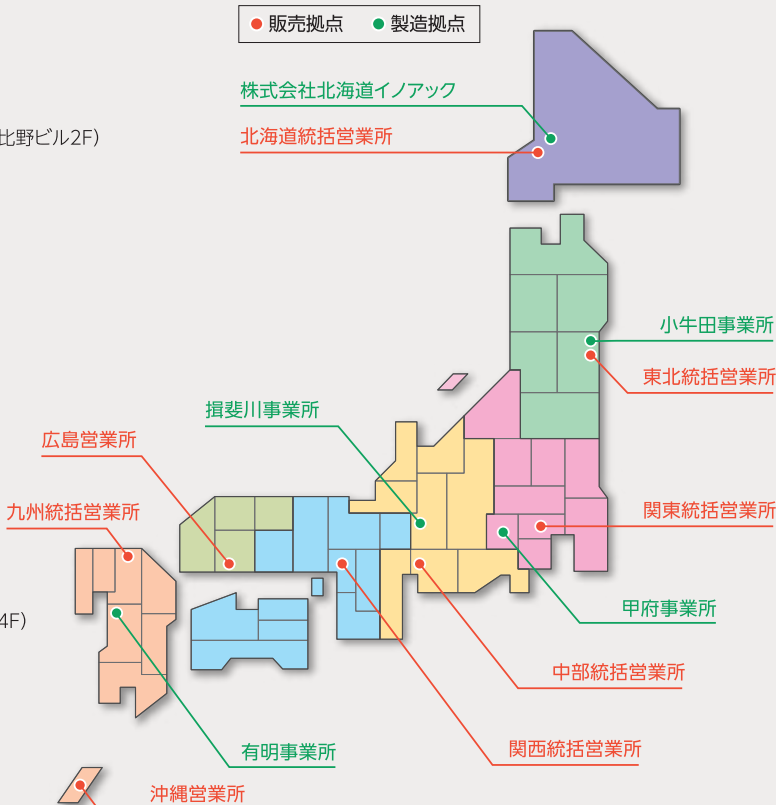 販売拠点 製造拠点
株式会社北海道イノアック
比野ビル2F)
北海道統括営業所
小牛田事業所
東北統括営業所
揖斐川事業所
広島営業所
九州統括営業所
関東統括営業所
甲府事業所
4F)
中部統括営業所
関西統括営業所
有明事業所
沖縄営業所